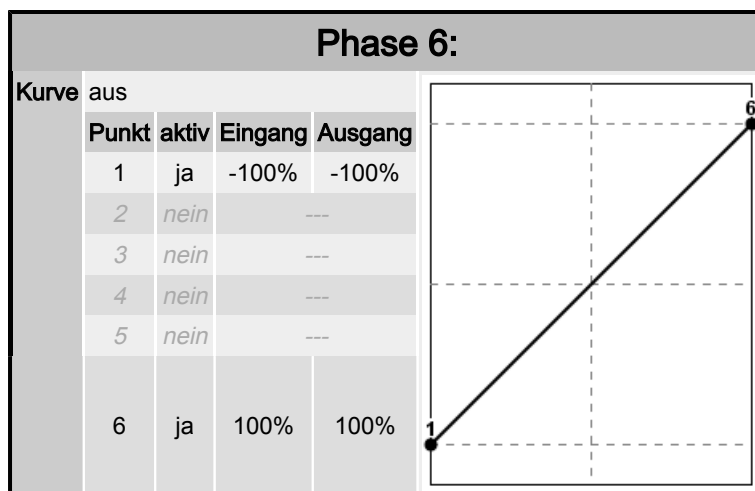 Phase 6:
Kurve aus
Punkt aktiv Eingang Ausgang
1 ja -100% -100%
2 nein ---
3 nein ---
4 nein ---
5 nein ---
6 ja 100% 100%
6
1